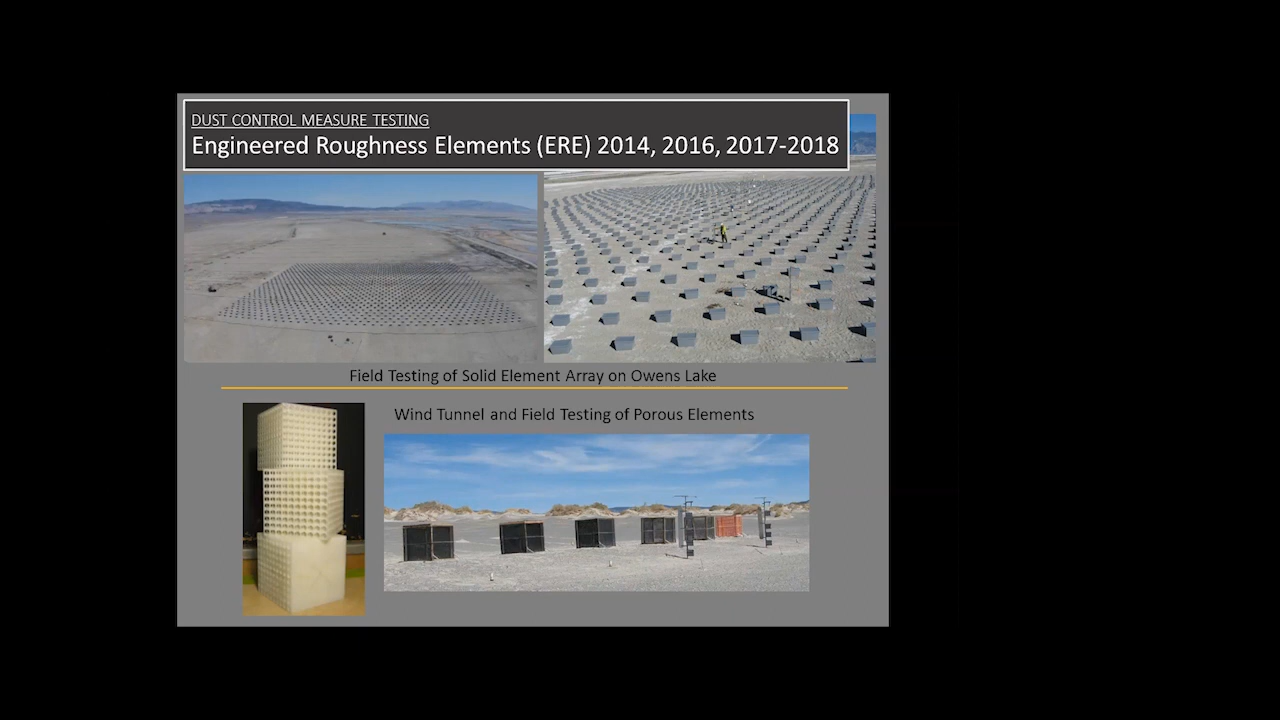 DUST CONTROL MEASURE TESTING
Engineered Roughness Elements (ERE) 2014, 2016, 2017-2018
Field Testing of Solid Element Array on Owens Lake
Wind Tunnel and Field Testing of Porous Elements